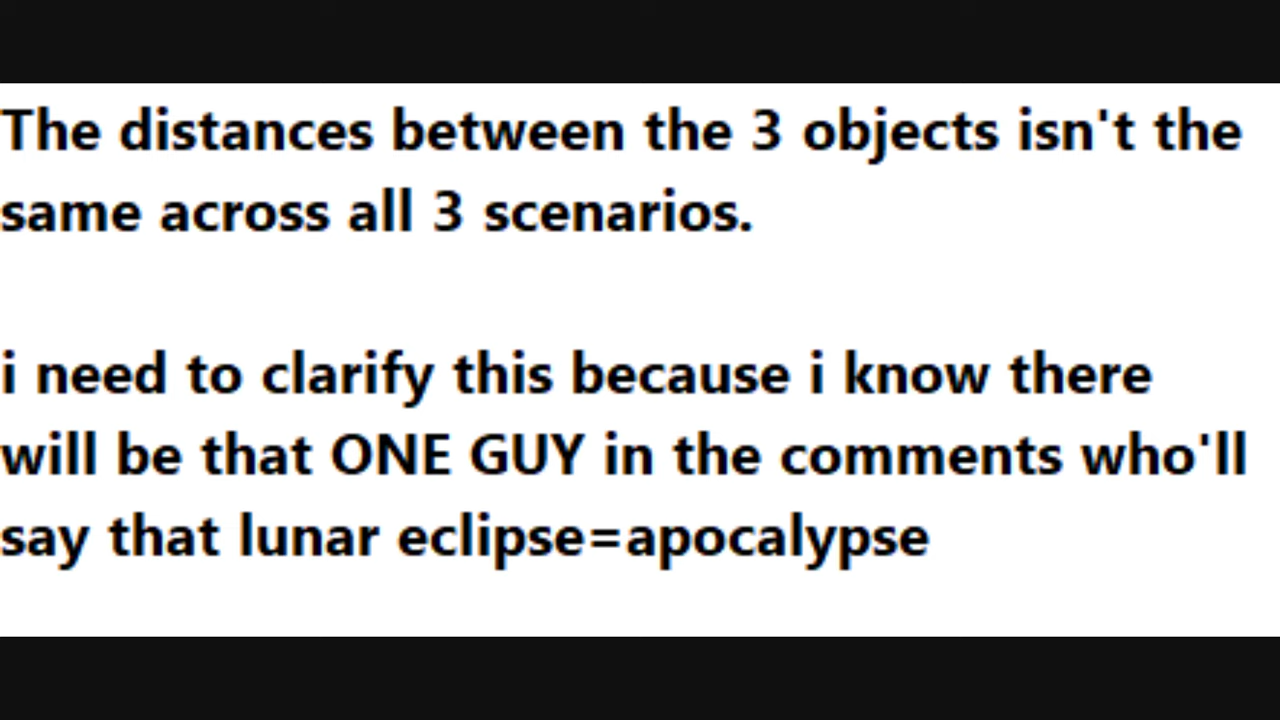 The distances between the 3 objects isn't the
same across all 3 scenarios.
i need to clarify this because i know there
will be that ONE GUY in the comments who'll
say that lunar eclipse=apocalypse